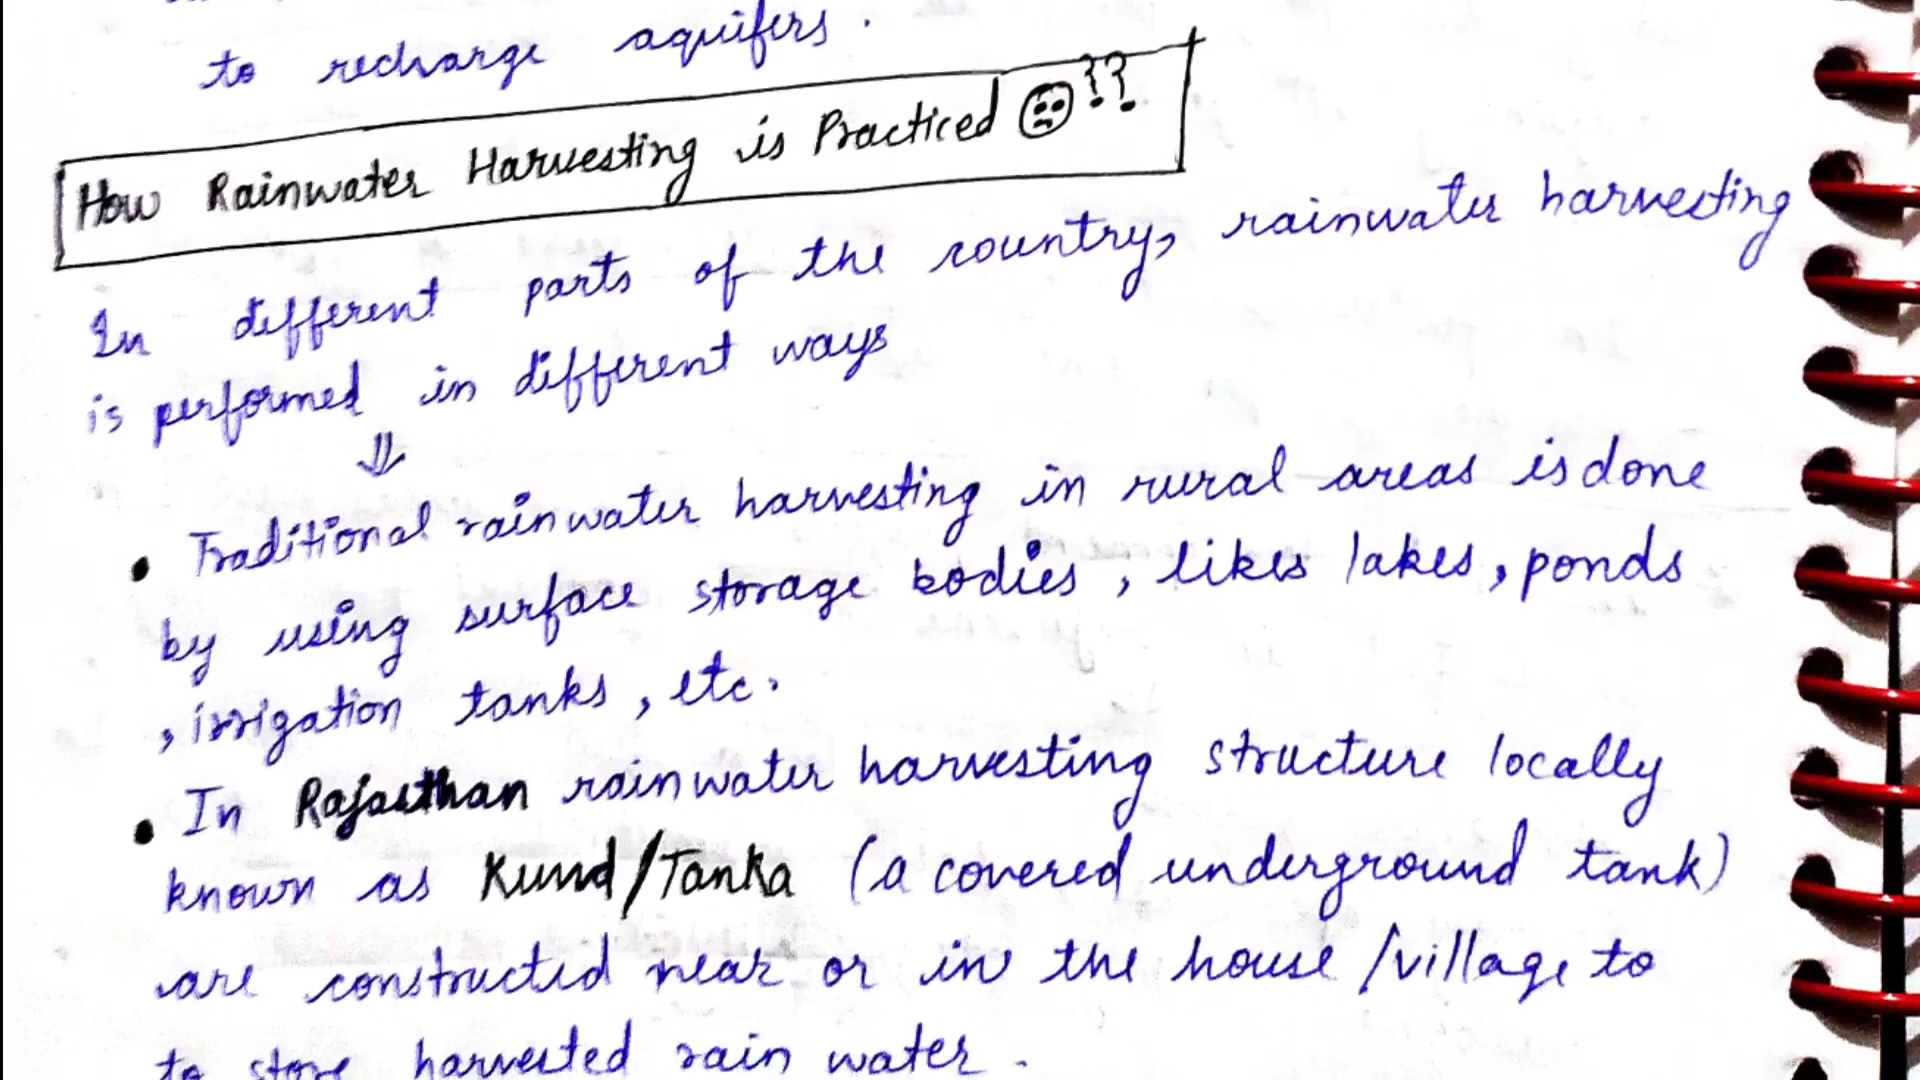 to recharge aquifers.
How Rainwater Harvesting is Practiced ??
In different parts of the country, rainwater harvesting
is performed in different ways
⇓
• Traditional rainwater harvesting in rural areas is done
by using surface storage bodies, likes lakes, ponds
, irrigation tanks, etc.
• In Rajasthan rainwater harvesting structure locally
known as Kund/Tanka (a covered underground tank)
are constructed near or in the house/village to
to store harvested rain water.